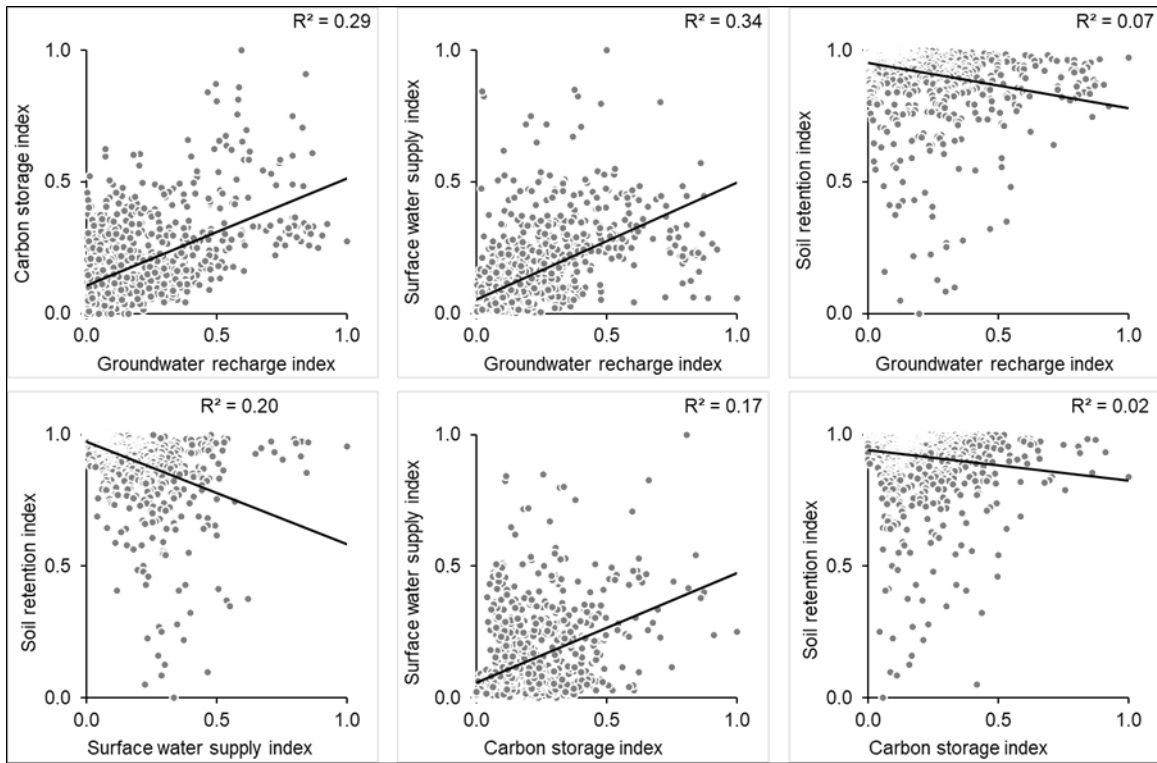 R² = 0.29
1.0
0.5
0.0
Carbon storage index
0.0 0.5 1.0
Groundwater recharge index
R² = 0.34
1.0
0.5
0.0
Surface water supply index
0.0 0.5 1.0
Groundwater recharge index
R² = 0.07
1.0
0.5
0.0
Soil retention index
0.0 0.5 1.0
Groundwater recharge index
R² = 0.20
1.0
0.5
0.0
Soil retention index
0.0 0.5 1.0
Surface water supply index
R² = 0.17
1.0
0.5
0.0
Surface water supply index
0.0 0.5 1.0
Carbon storage index
R² = 0.02
1.0
0.5
0.0
Soil retention index
0.0 0.5 1.0
Carbon storage index